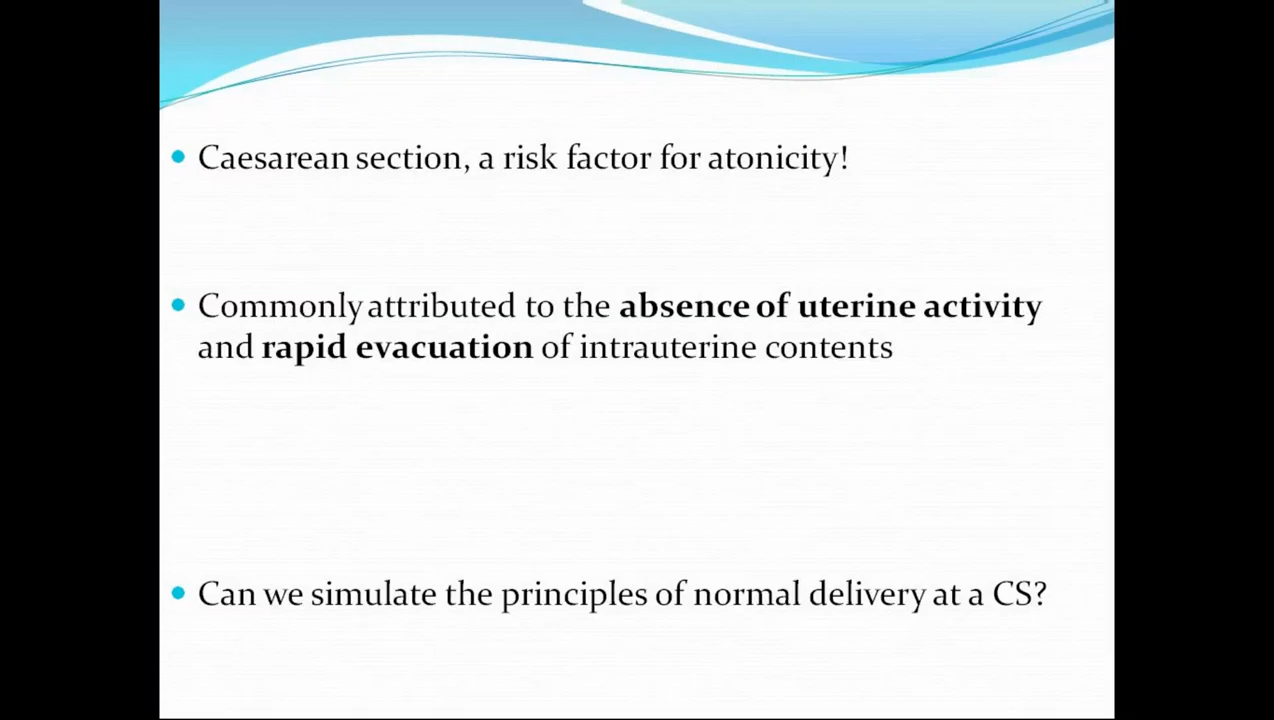 Caesarean section, a risk factor for atonicity!
Commonly attributed to the absence of uterine activity
and rapid evacuation of intrauterine contents
Can we simulate the principles of normal delivery at a CS?